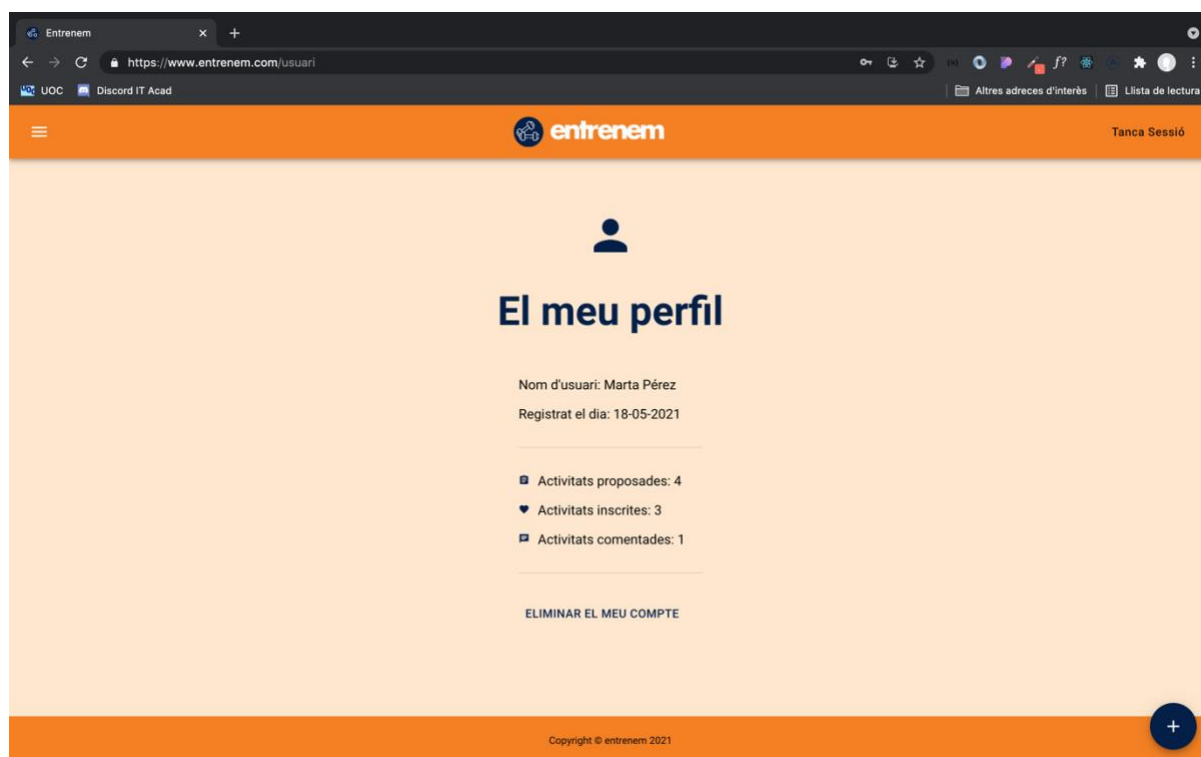 Entrenem
https://www.entrenem.com/usuari
UOC Discord IT Acad Altres adreces d'interès Llista de lectura
entrenem Tanca Sessió
El meu perfil
Nom d'usuari: Marta Pérez
Registrat el dia: 18-05-2021
Activitats proposades: 4
Activitats inscrites: 3
Activitats comentades: 1
ELIMINAR EL MEU COMPTE
Copyright © entrenem 2021